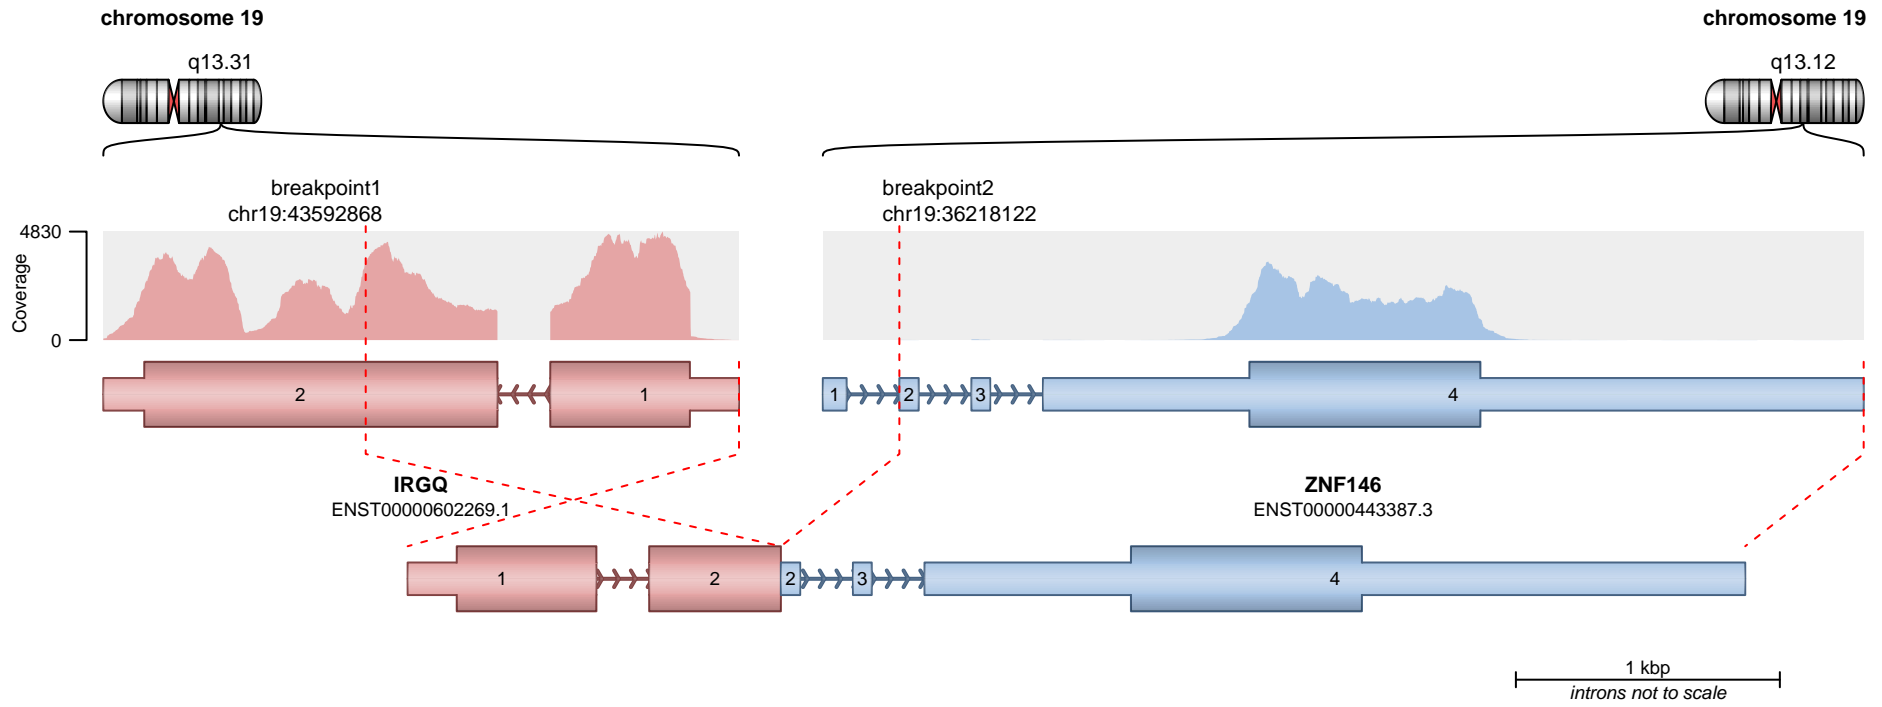 chromosome 19
chromosome 19
q13.31
q13.12
breakpoint1
chr19:43592868
breakpoint2
chr19:36218122
4830
Coverage
0
2
1
1
2
3
4
IRGQ
ENST00000602269.1
ZNF146
ENST00000443387.3
1
2
2
3
4
1 kbp
introns not to scale